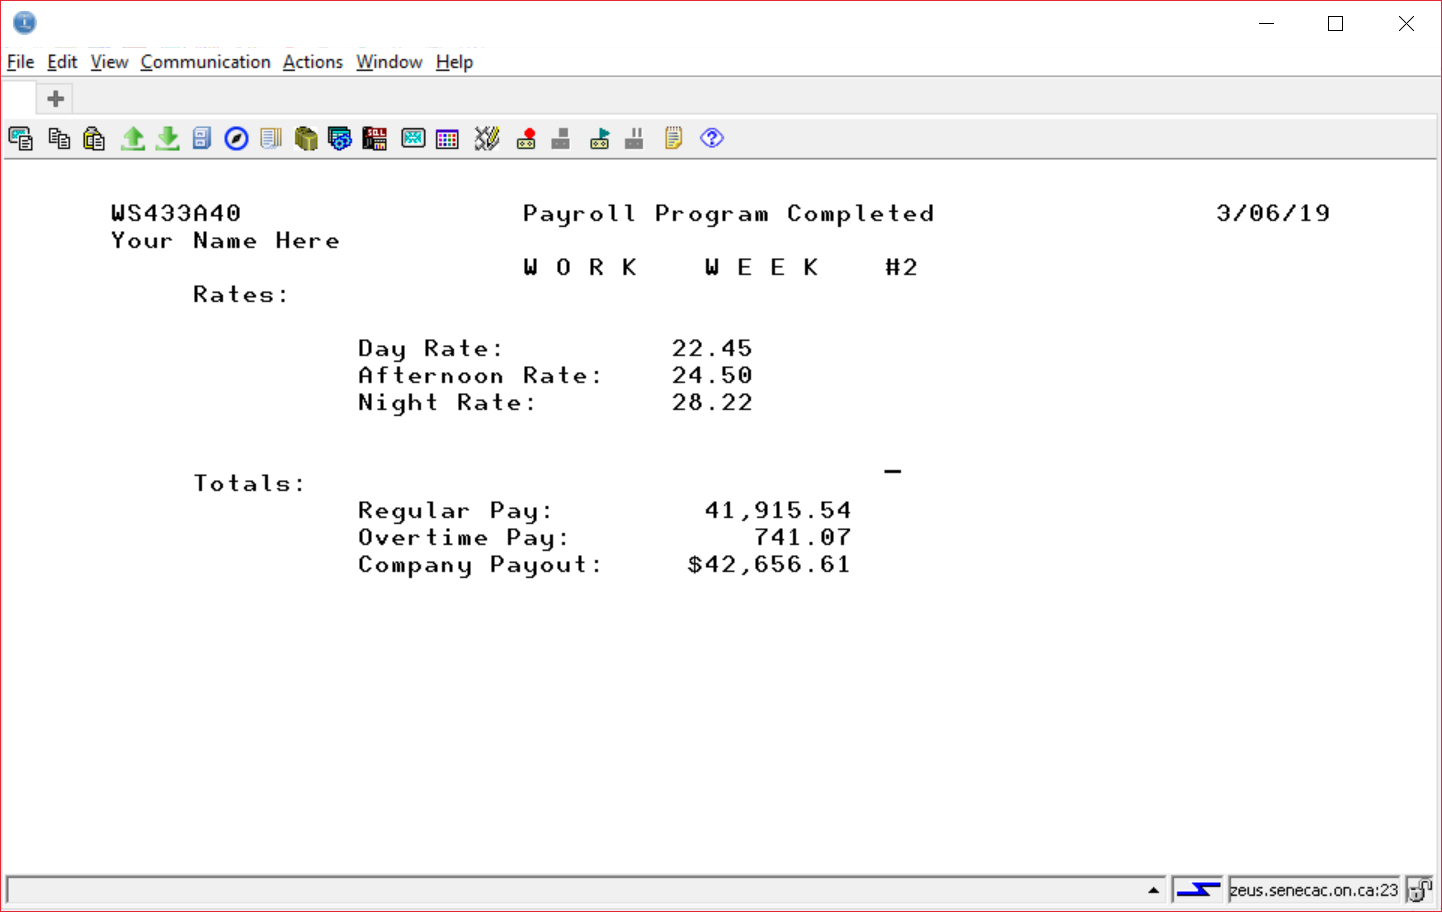 File Edit View Communication Actions Window Help
WS433A40 Payroll Program Completed 3/06/19
Your Name Here
W O R K W E E K #2
Rates:
Day Rate: 22.45
Afternoon Rate: 24.50
Night Rate: 28.22
Totals:
Regular Pay: 41,915.54
Overtime Pay: 741.07
Company Payout: $42,656.61
zeus.senecac.on.ca:23